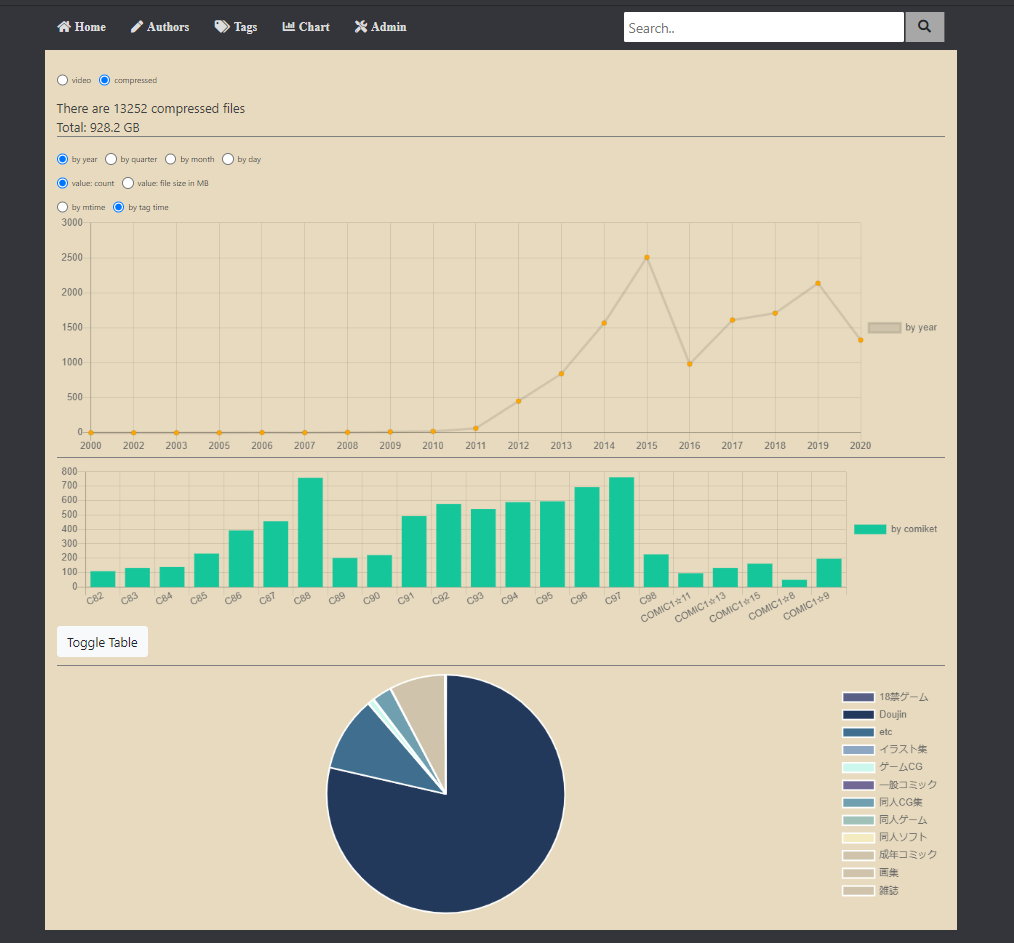 Home Authors Tags Chart Admin Search..
video compressed
There are 13252 compressed files
Total: 928.2 GB
by year by quarter by month by day
value: count value: file size in MB
by mtime by tag time
3000
2500
2000
1500
1000
500
0
2000 2002 2003 2005 2006 2007 2008 2009 2010 2011 2012 2013 2014 2015 2016 2017 2018 2019 2020
by year
800
700
600
500
400
300
200
100
0
C82 C83 C84 C85 C86 C87 C88 C89 C90 C91 C92 C93 C94 C95 C96 C97 C98 COMIC1☆11 COMIC1☆13 COMIC1☆15 COMIC1☆8 COMIC1☆9
by comiket
Toggle Table
18禁ゲーム
Doujin
etc
イラスト集
ゲームCG
一般コミック
同人CG集
同人ゲーム
同人ソフト
成年コミック
画集
雑誌